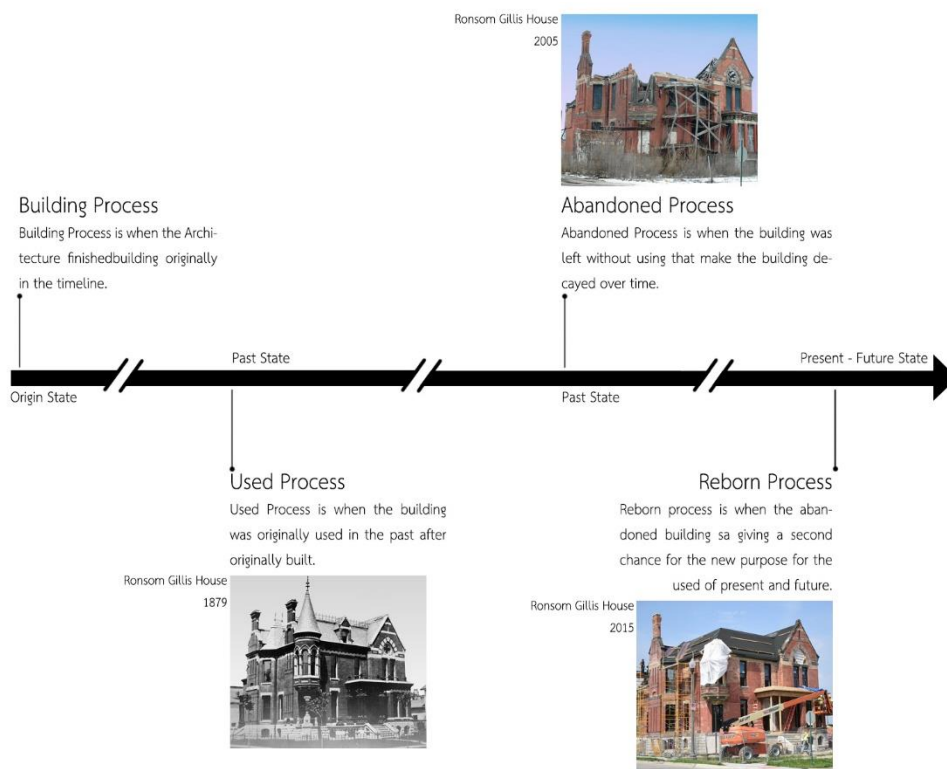 Ronsom Gillis House
2005
Building Process
Building Process is when the Archi-
tecture finishedbuilding originally
in the timeline.
Abandoned Process
Abandoned Process is when the building was
left without using that make the building de-
cayed over time.
Past State
Present - Future State
Origin State
Past State
Used Process
Used Process is when the building
was originally used in the past after
originally built.
Ronsom Gillis House
1879
Reborn Process
Reborn process is when the aban-
doned building sa giving a second
chance for the new purpose for the
used of present and future.
Ronsom Gillis House
2015